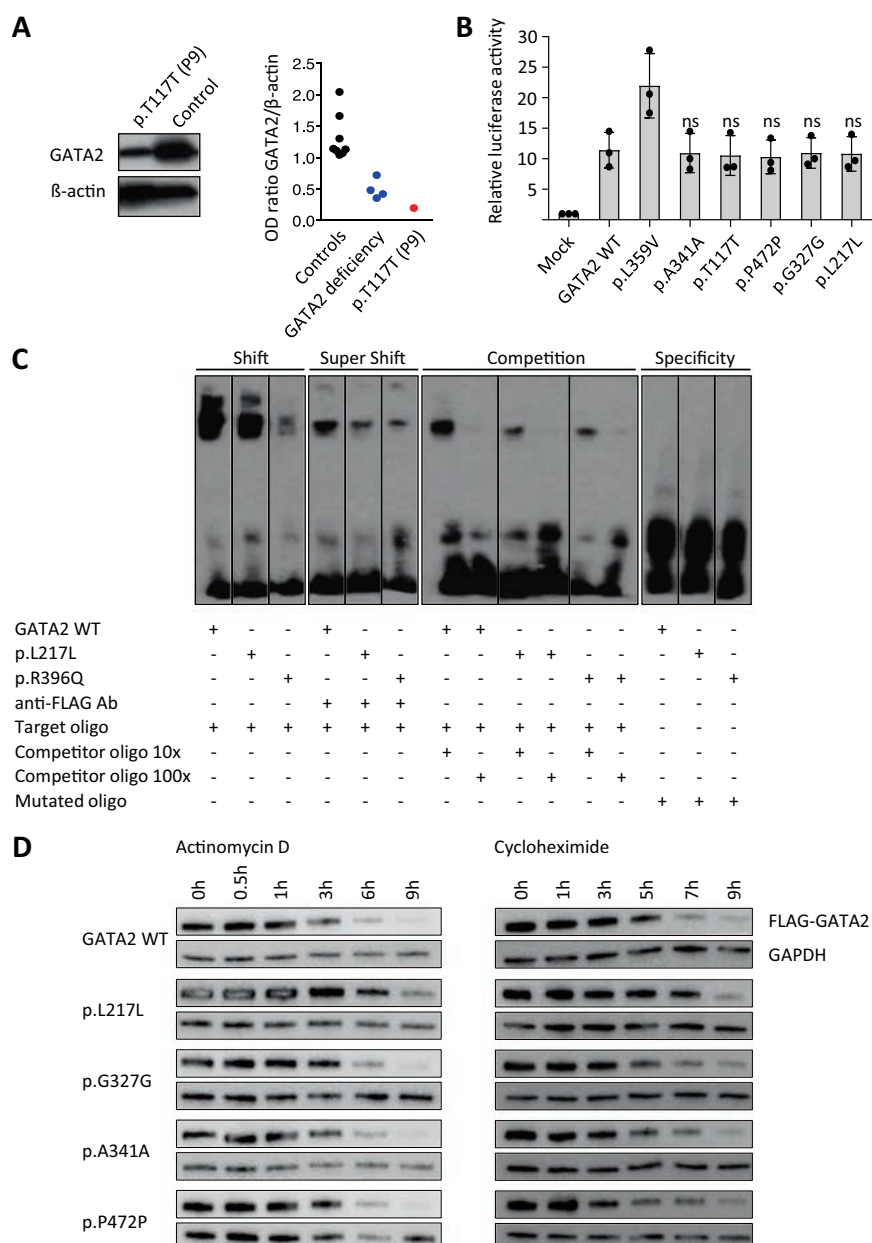 A
p.T117T (P9)
Control
GATA2
ß-actin
OD ratio GATA2/β-actin
2.5
2.0
1.5
1.0
0.5
0.0
Controls
GATA2 deficiency
p.T117T (P9)
B
Relative luciferase activity
30
25
20
15
10
5
ns ns ns ns ns
Mock
GATA2 WT
p.L359V
p.A341A
p.T117T
p.P472P
p.G327G
p.L217L
C
Shift Super Shift Competition Specificity
GATA2 WT + - - + - - + + - - - - + - -
p.L217L - + - - + - - - + + - - - + -
p.R396Q - - + - - + - - - - + + - - +
anti-FLAG Ab - - - + + + - - - - - - - - -
Target oligo + + + + + + + + + + + + - - -
Competitor oligo 10x - - - - - - + - + - + - - - -
Competitor oligo 100x - - - - - - - + - + - + - - -
Mutated oligo - - - - - - - - - - - - + + +
D
Actinomycin D Cycloheximide
0h 0.5h 1h 3h 6h 9h 0h 1h 3h 5h 7h 9h
GATA2 WT FLAG-GATA2
GAPDH
p.L217L
p.G327G
p.A341A
p.P472P